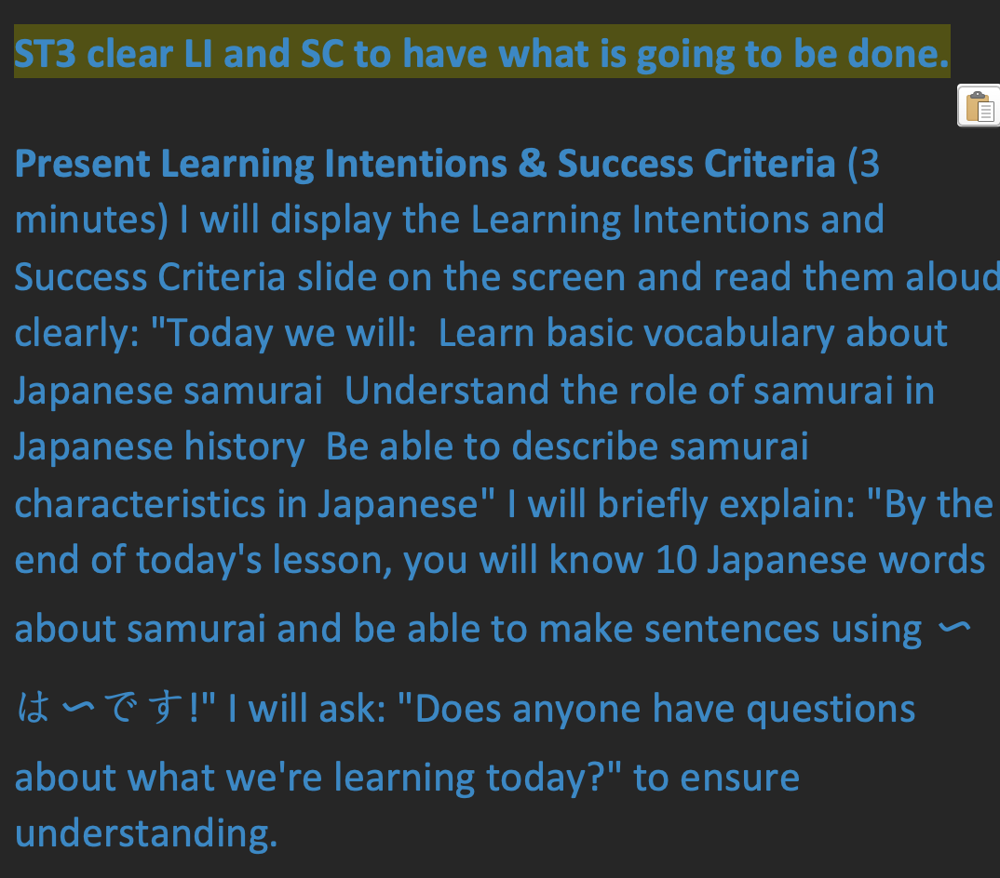 ST3 clear LI and SC to have what is going to be done.
Present Learning Intentions & Success Criteria (3
minutes) I will display the Learning Intentions and
Success Criteria slide on the screen and read them aloud
clearly: "Today we will:  Learn basic vocabulary about
Japanese samurai  Understand the role of samurai in
Japanese history  Be able to describe samurai
characteristics in Japanese" I will briefly explain: "By the
end of today's lesson, you will know 10 Japanese words
about samurai and be able to make sentences using 〜
は〜です!" I will ask: "Does anyone have questions
about what we're learning today?" to ensure
understanding.